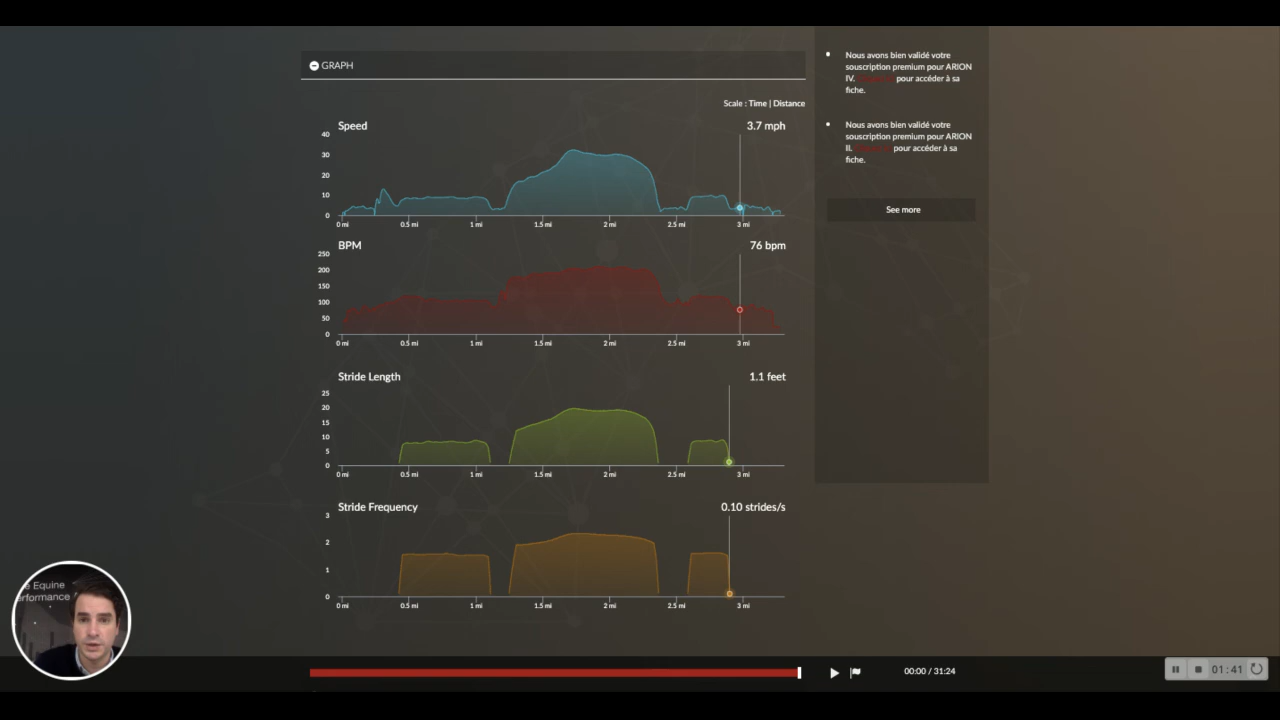 GRAPH
Scale : Time | Distance
Speed
3.7 mph
40
30
20
10
0
0 mi 0.5 mi 1 mi 1.5 mi 2 mi 2.5 mi 3 mi
BPM
76 bpm
250
200
150
100
50
0
0 mi 0.5 mi 1 mi 1.5 mi 2 mi 2.5 mi 3 mi
Stride Length
1.1 feet
25
20
15
10
5
0
0 mi 0.5 mi 1 mi 1.5 mi 2 mi 2.5 mi 3 mi
Stride Frequency
0.10 strides/s
3
2
1
0
0 mi 0.5 mi 1 mi 1.5 mi 2 mi 2.5 mi 3 mi
Nous avons bien validé votre
souscription premium pour ARION
IV. pour accéder à sa
fiche.
Nous avons bien validé votre
souscription premium pour ARION
II. pour accéder à sa
fiche.
See more
Equine
00:00 / 31:24
01:41